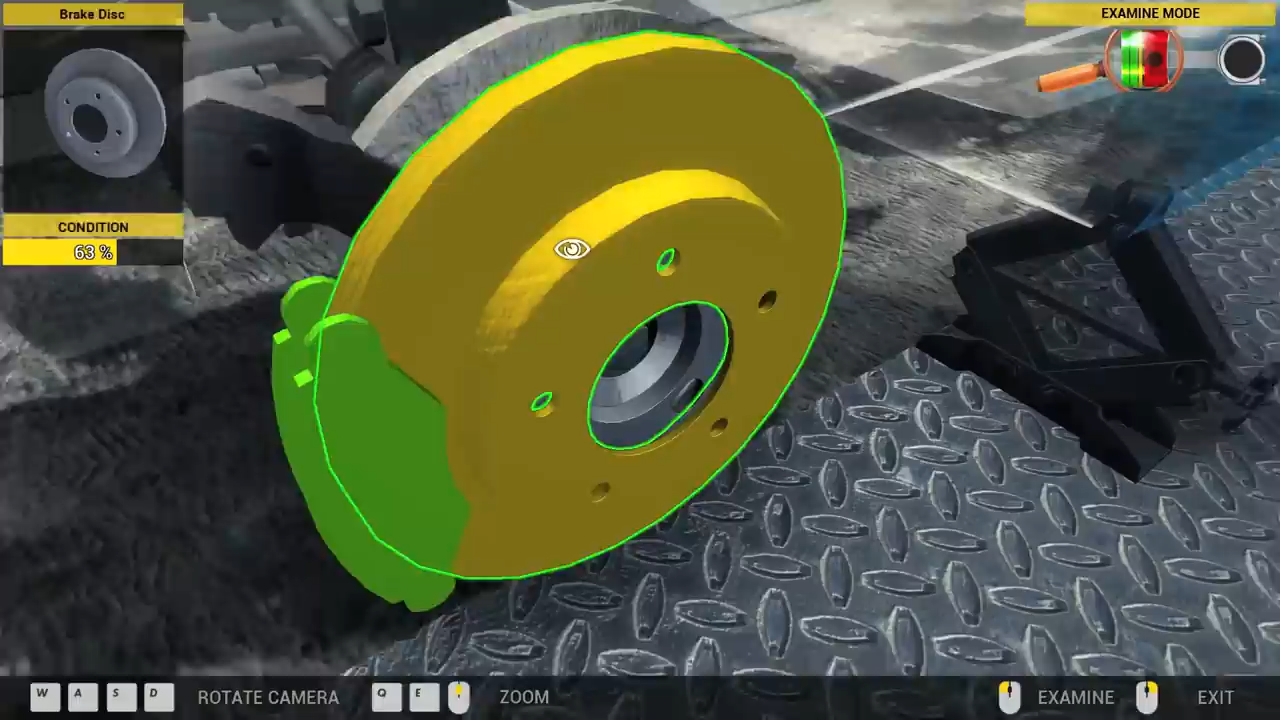 Brake Disc
EXAMINE MODE
CONDITION
63 %
W A S D ROTATE CAMERA Q E ZOOM EXAMINE EXIT